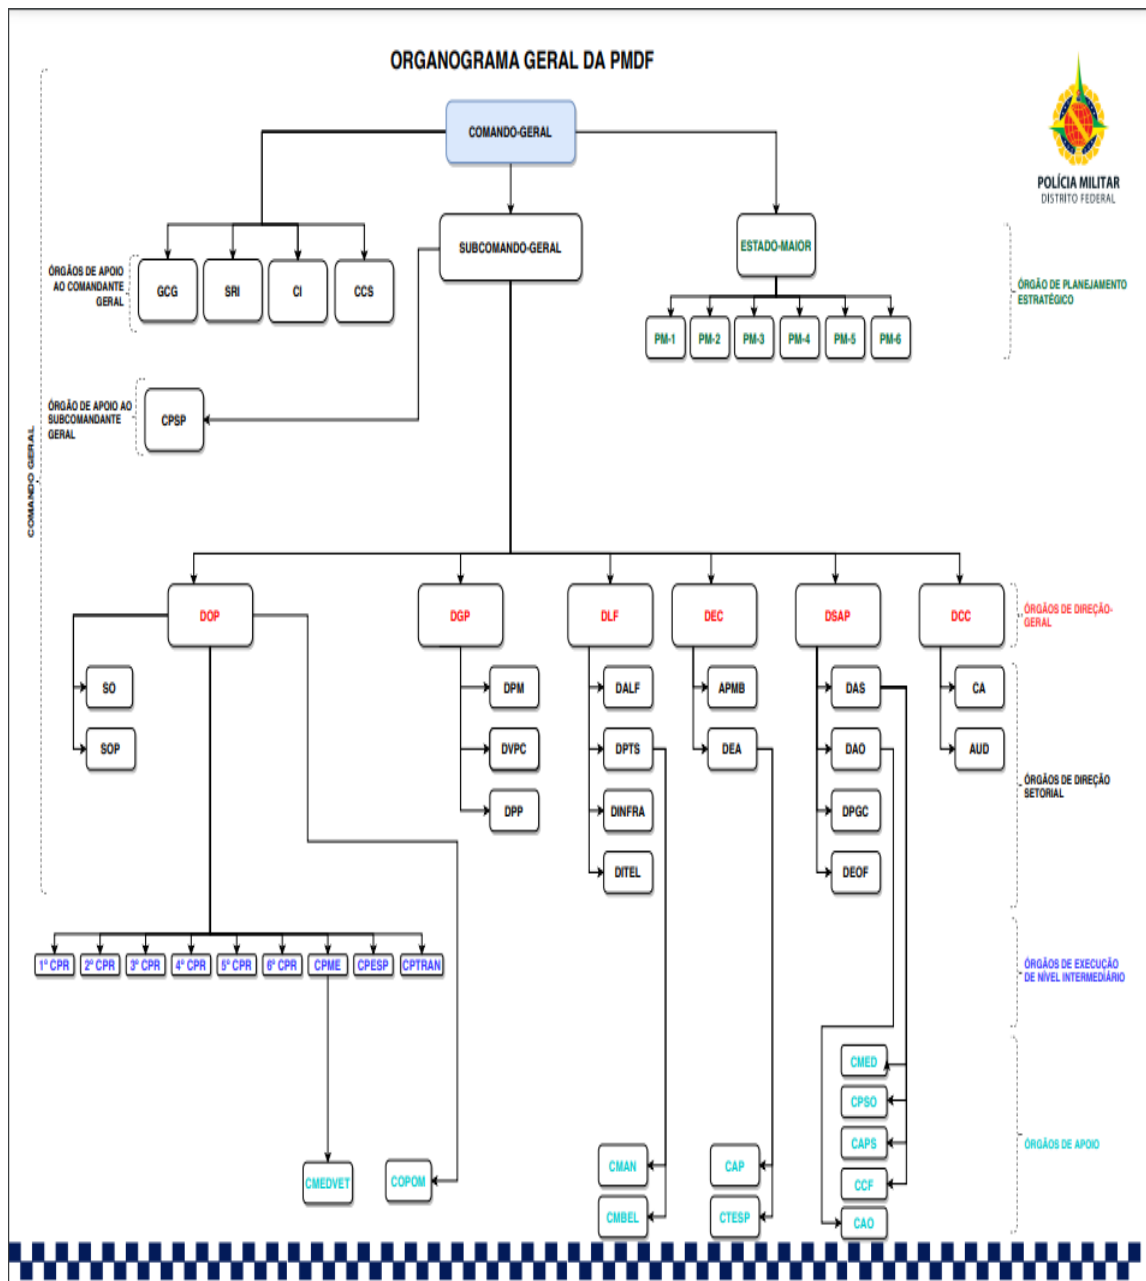 ORGANOGRAMA GERAL DA PMDF
COMANDO-GERAL
POLÍCIA MILITAR
DISTRITO FEDERAL
SUBCOMANDO-GERAL
ESTADO-MAIOR
ÓRGÃOS DE APOIO
AO COMANDANTE
GERAL
GCG
SRI
CI
CCS
ÓRGÃO DE PLANEJAMENTO
ESTRATÉGICO
PM-1
PM-2
PM-3
PM-4
PM-5
PM-6
ÓRGÃO DE APOIO AO
SUBCOMANDANTE
GERAL
CPSP
COMANDO GERAL
DOP
DGP
DLF
DEC
DSAP
DCC
ÓRGÃOS DE DIREÇÃO-
GERAL
SO
DPM
DALF
APMB
DAS
CA
SOP
DVPC
DPTS
DEA
DAO
AUD
ÓRGÃOS DE DIREÇÃO
SETORIAL
DPP
DINFRA
DPGC
DITEL
DEOF
1º CPR
2º CPR
3º CPR
4º CPR
5º CPR
6º CPR
CPME
CPESP
CPTRAN
ÓRGÃOS DE EXECUÇÃO
DE NÍVEL INTERMEDIÁRIO
CMED
CPSO
CAPS
ÓRGÃOS DE APOIO
CMEDVET
COPOM
CMAN
CAP
CCF
CMBEL
CTESP
CAO